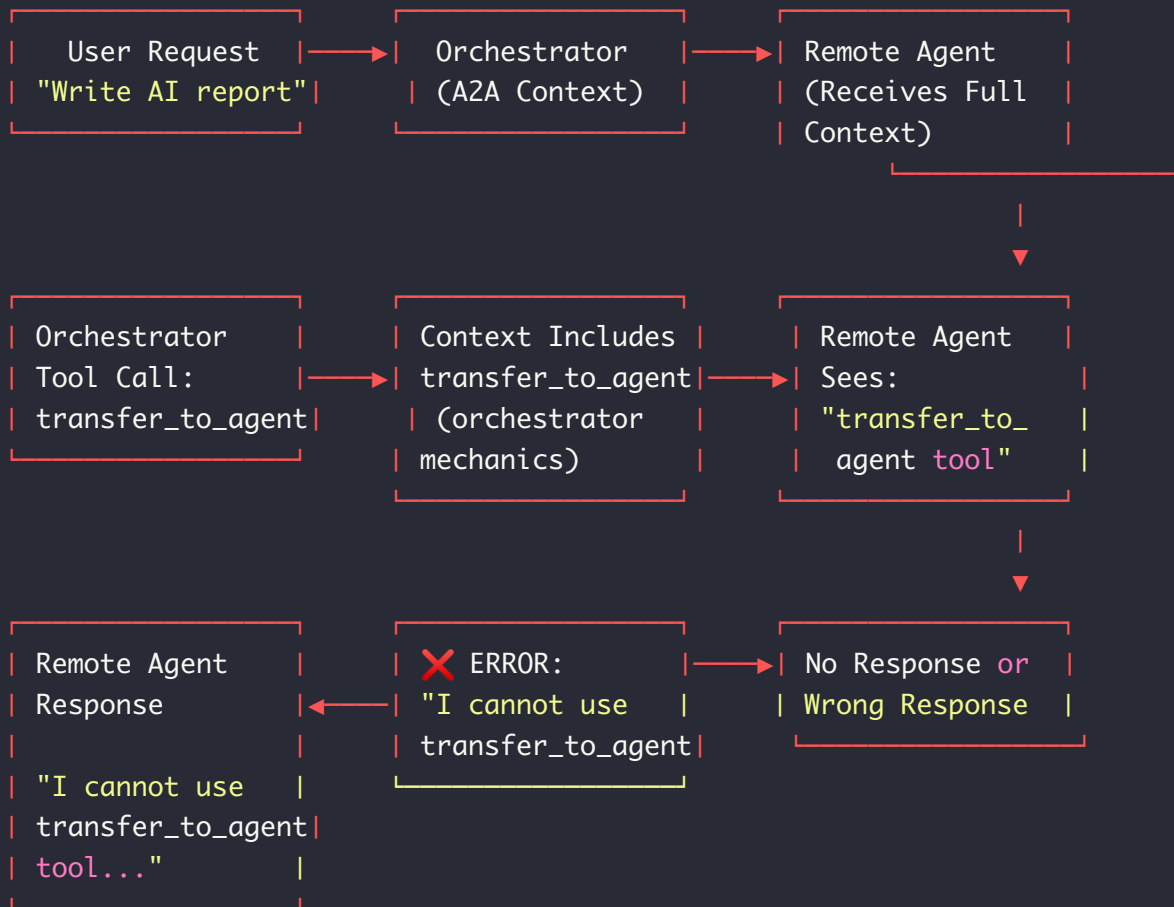 User Request
"Write AI report"
Orchestrator
(A2A Context)
Remote Agent
(Receives Full
Context)
Orchestrator
Tool Call:
transfer_to_agent
Context Includes
transfer_to_agent
(orchestrator
mechanics)
Remote Agent
Sees:
"transfer_to_
agent tool"
Remote Agent
Response
"I cannot use
transfer_to_agent
tool..."
❌ ERROR:
"I cannot use
transfer_to_agent
No Response or
Wrong Response